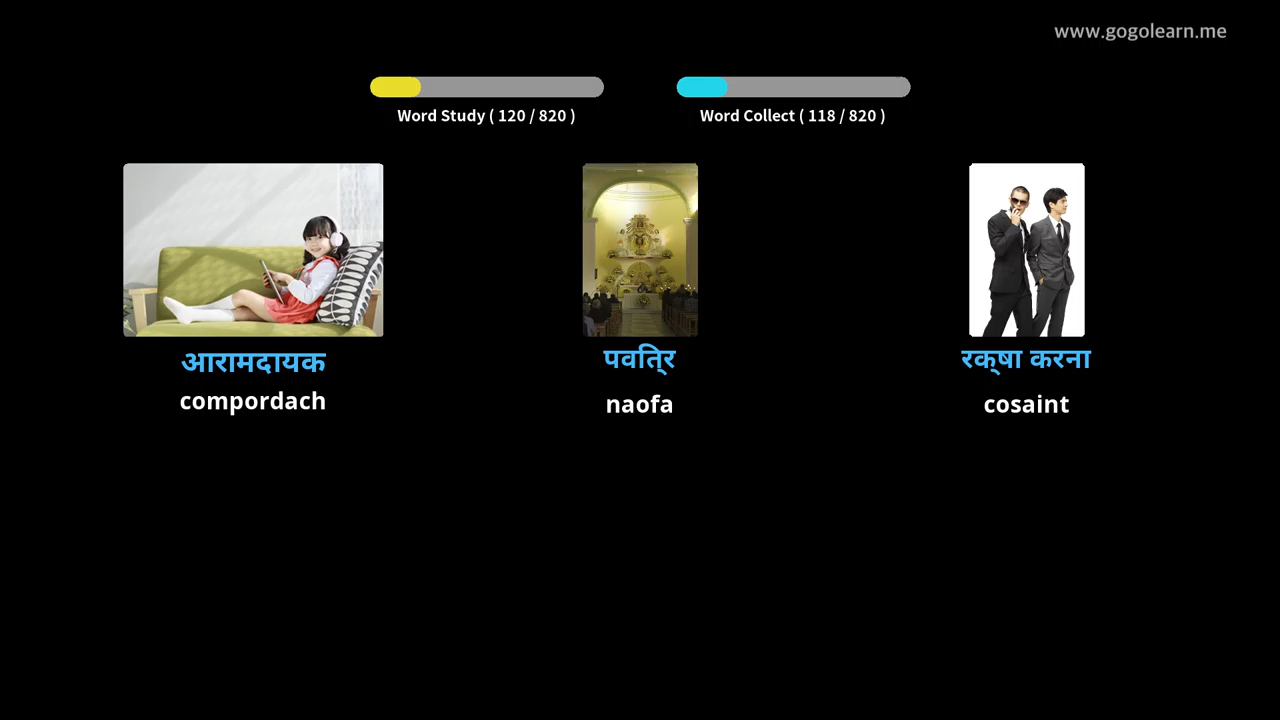 www.gogolearn.me
Word Study ( 120 / 820 )
Word Collect ( 118 / 820 )
आरामदायक
पवित्र
रक्षा करना
compordach
naofa
cosaint